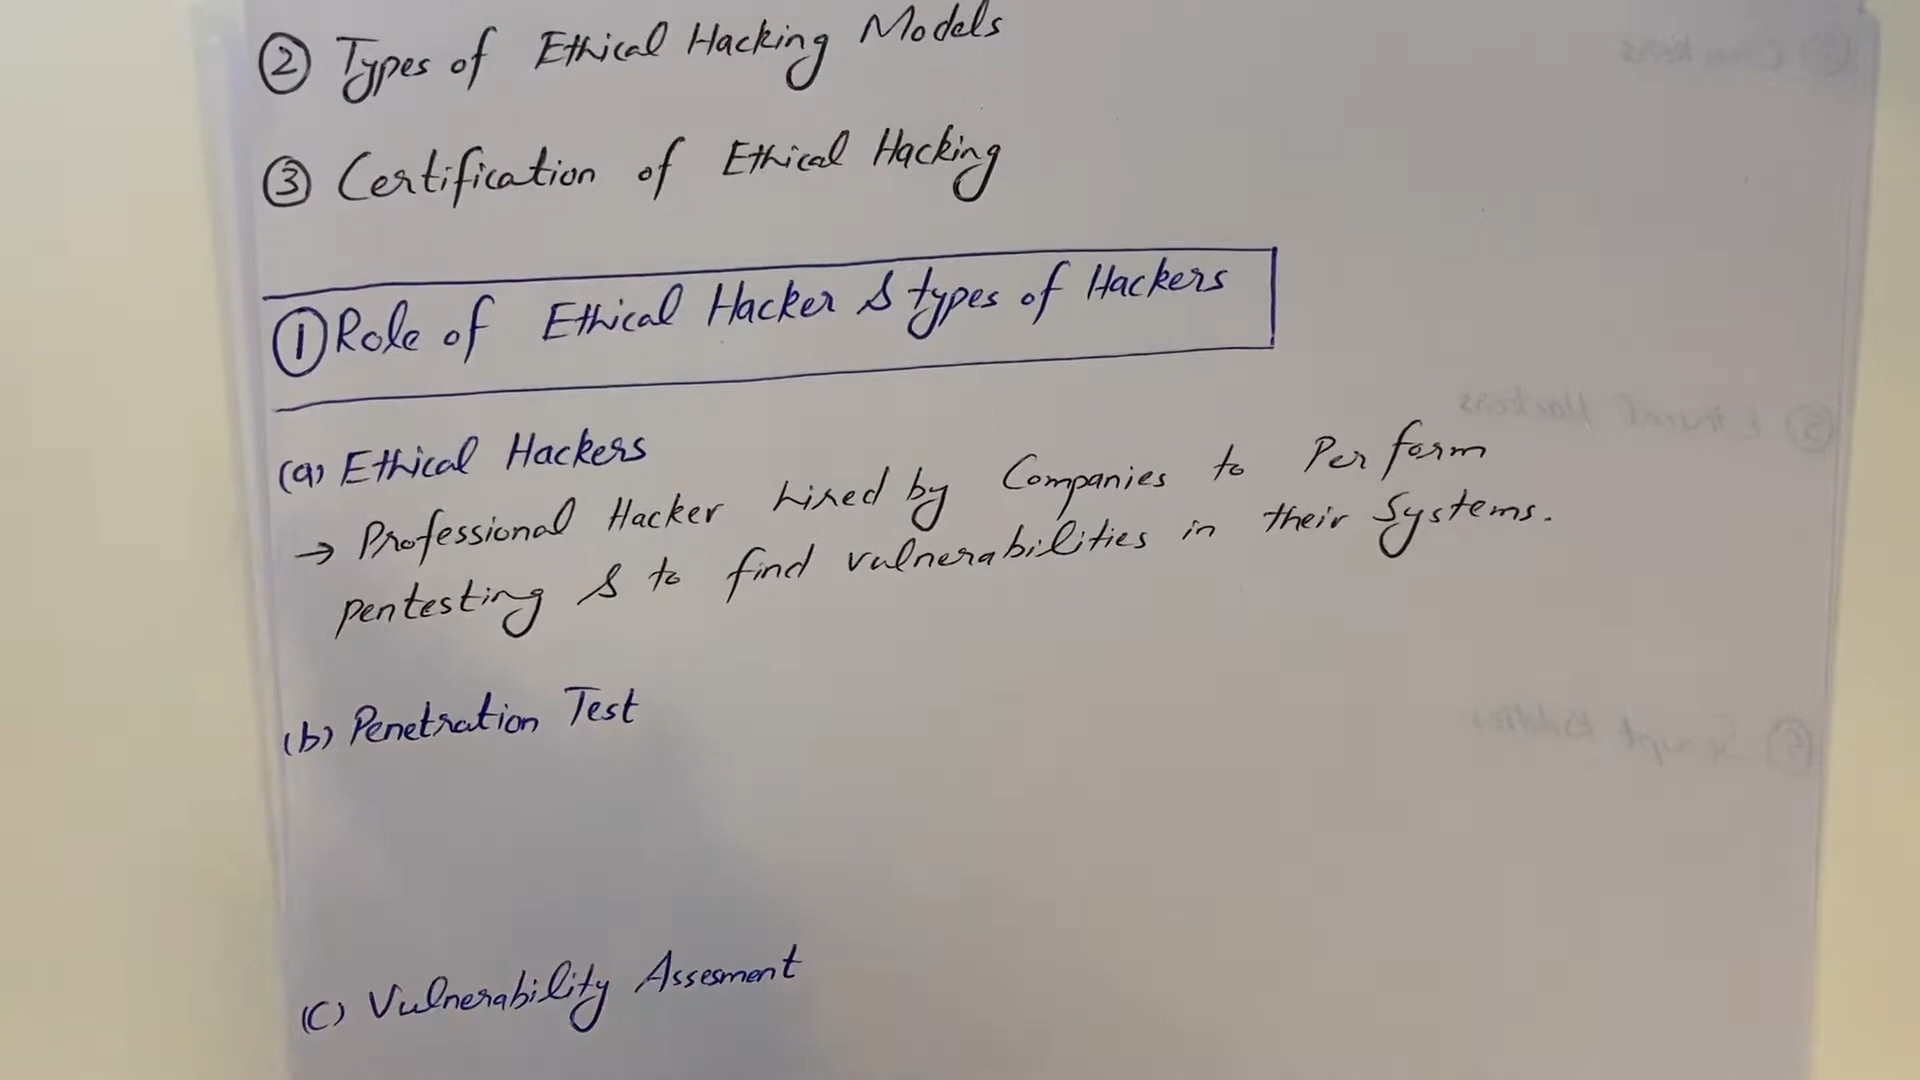 ② Types of Ethical Hacking Models
③ Certification of Ethical Hacking
① Role of Ethical Hacker & types of Hackers
(a) Ethical Hackers
→ Professional Hacker hired by Companies to Perform
pentesting & to find vulnerabilities in their Systems.
(b) Penetration Test
(c) Vulnerability Assesment